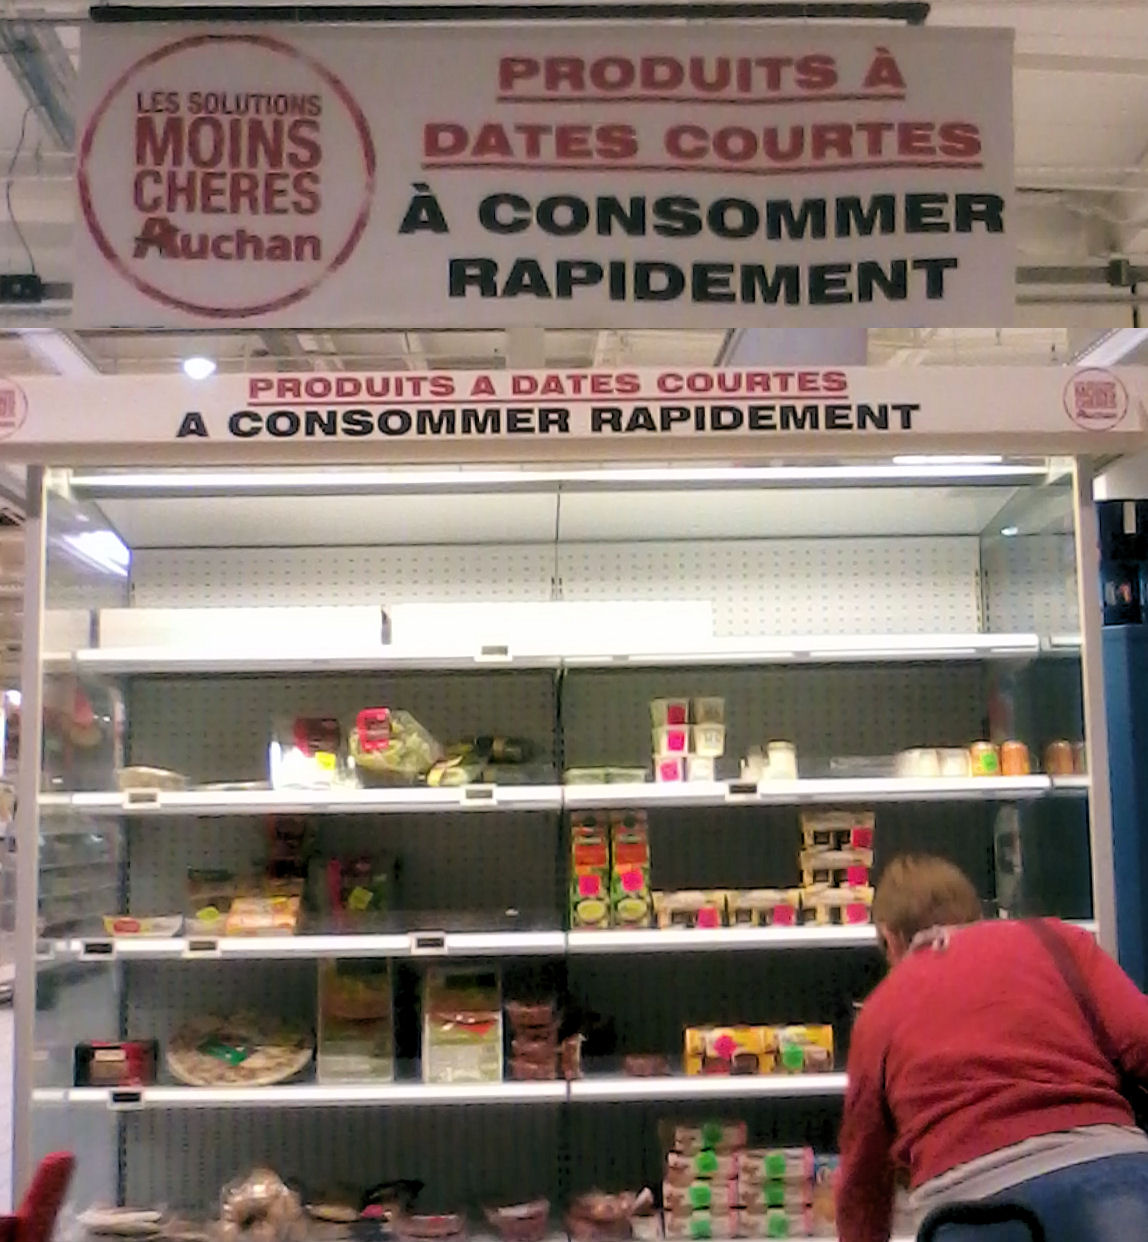 LES SOLUTIONS
MOINS
CHERES
Auchan
PRODUITS À
DATES COURTES
À CONSOMMER
RAPIDEMENT
PRODUITS A DATES COURTES
A CONSOMMER RAPIDEMENT